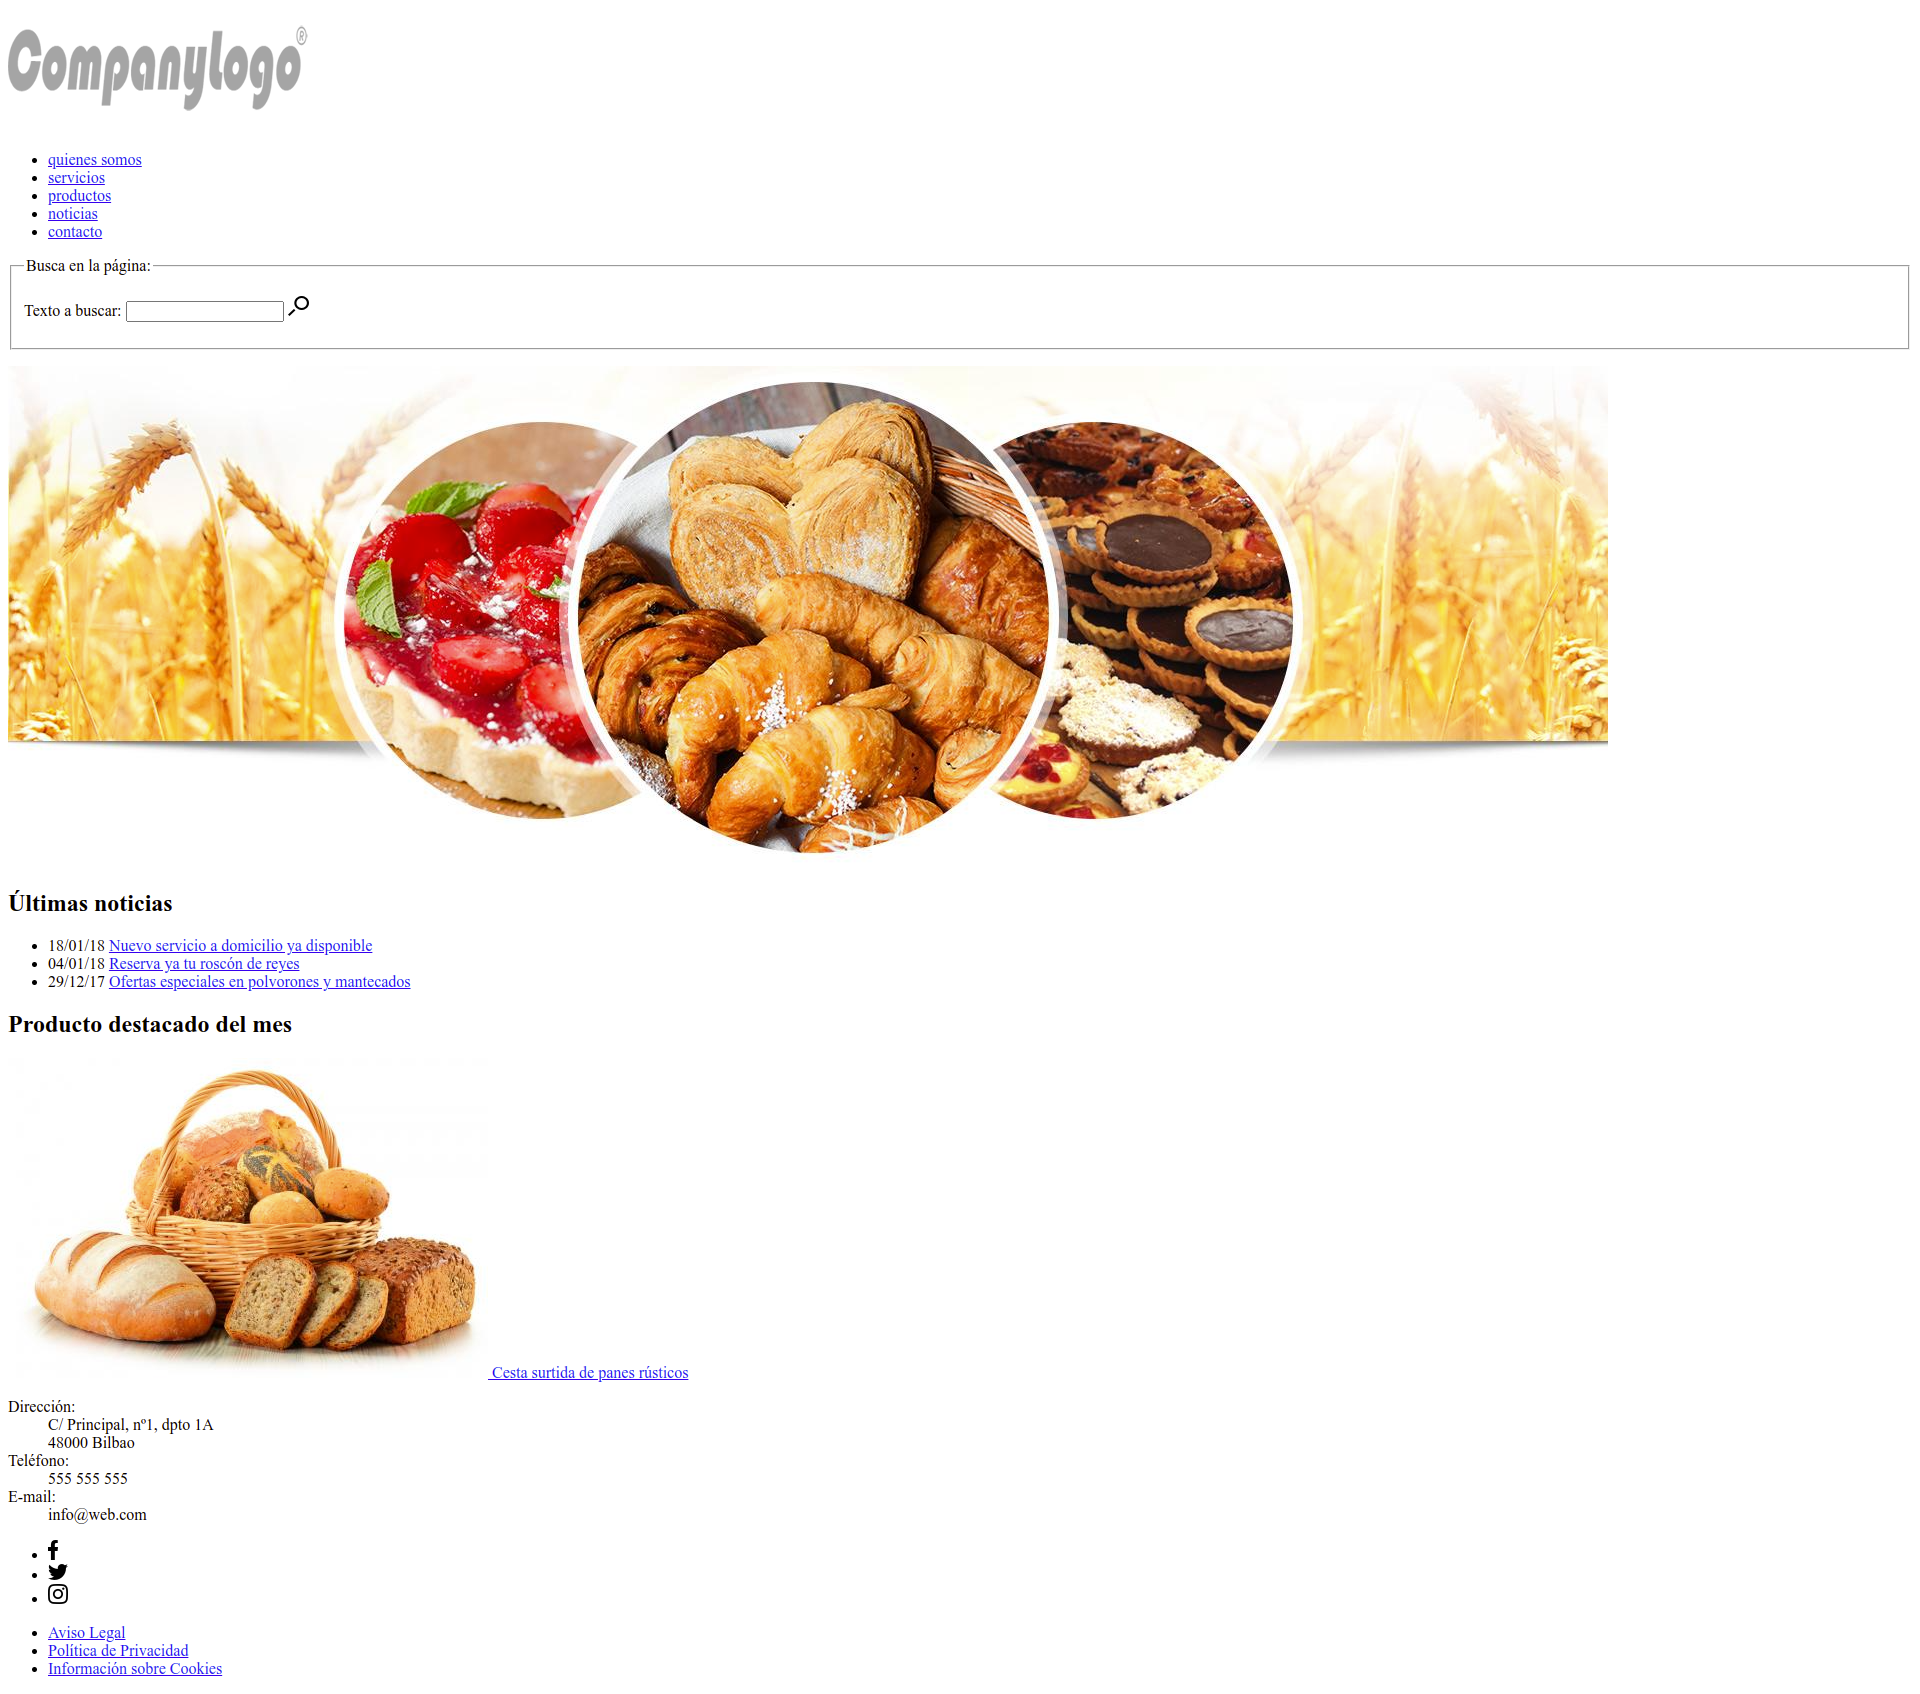 Companylogo®
quienes somos
servicios
productos
noticias
contacto
Busca en la página:
Texto a buscar:
Últimas noticias
18/01/18 Nuevo servicio a domicilio ya disponible
04/01/18 Reserva ya tu roscón de reyes
29/12/17 Ofertas especiales en polvorones y mantecados
Producto destacado del mes
Cesta surtida de panes rústicos
Dirección:
C/ Principal, nº1, dpto 1A
48000 Bilbao
Teléfono:
555 555 555
E-mail:
info@web.com
Aviso Legal
Política de Privacidad
Información sobre Cookies